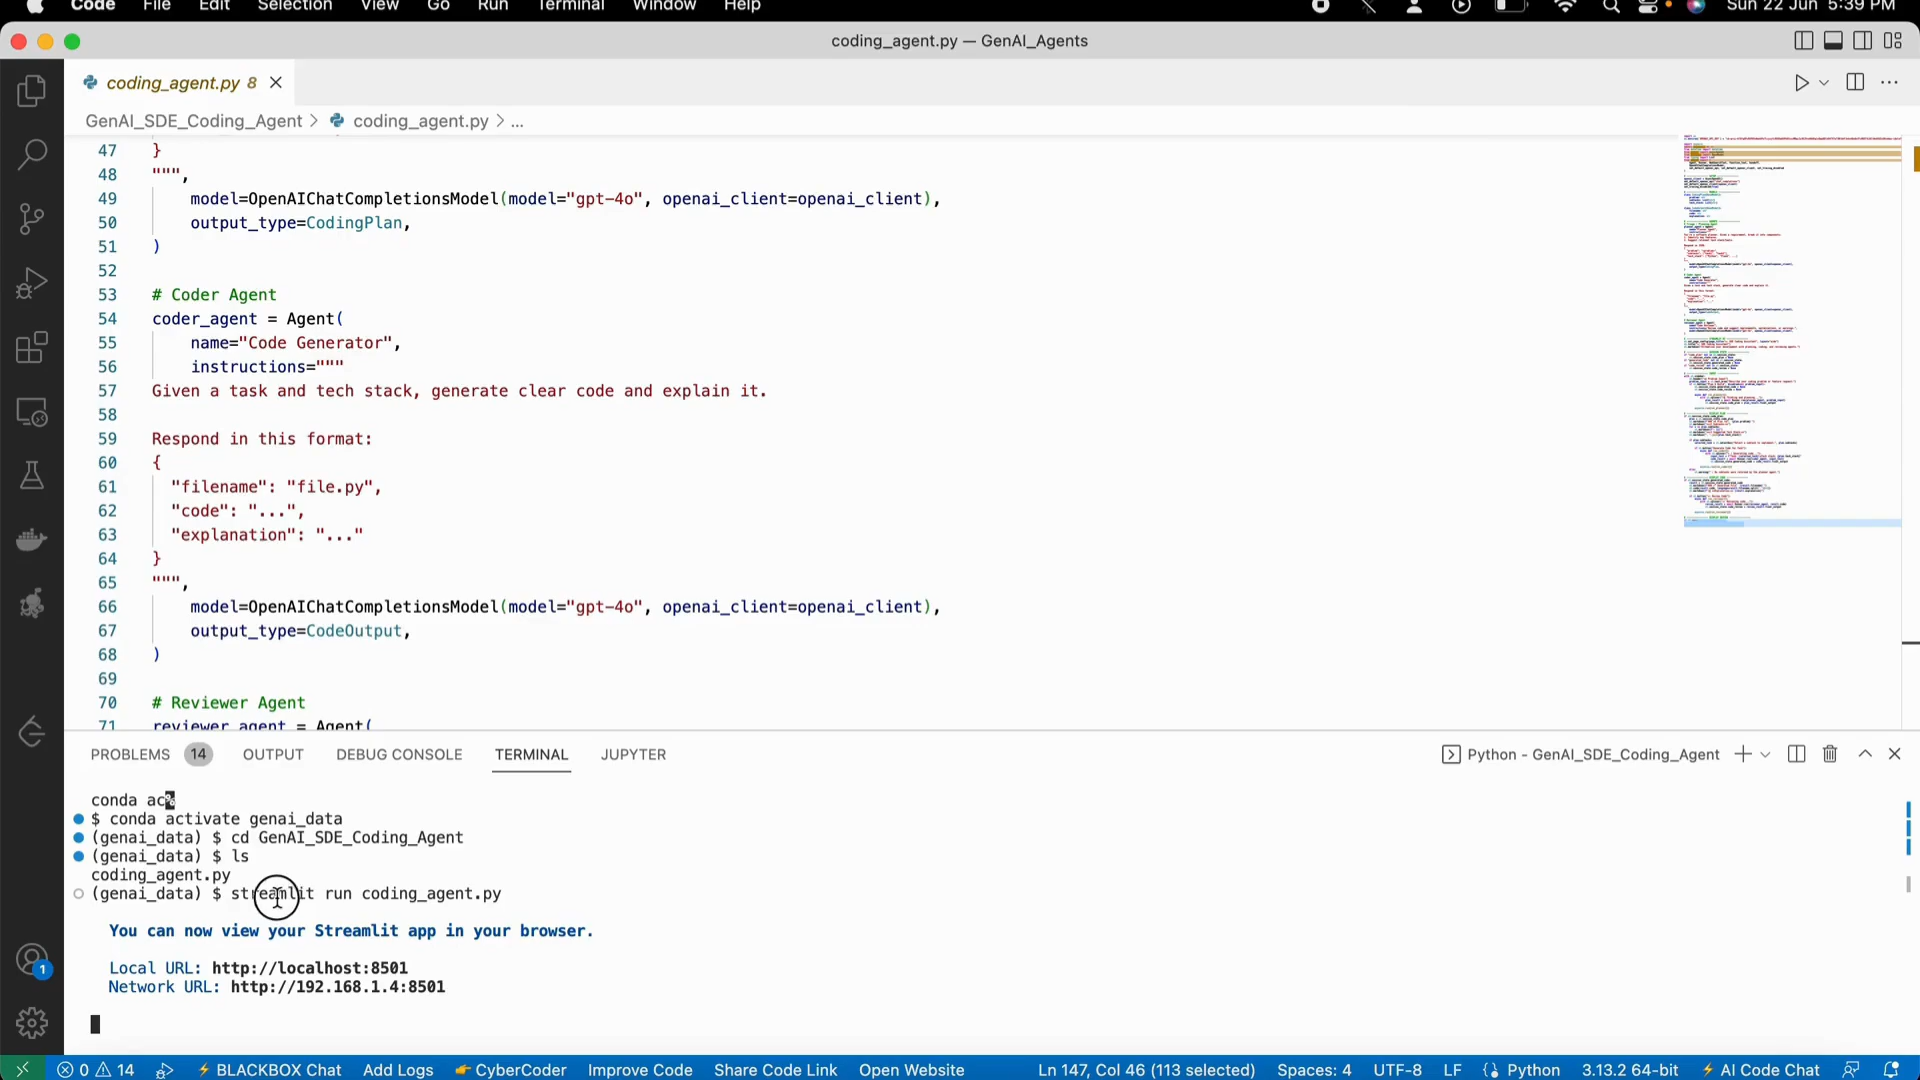 Code File Edit Selection View Go Run Terminal Window Help Sun 22 Jun 5:39 PM
coding_agent.py — GenAI_Agents
coding_agent.py 8
GenAI_SDE_Coding_Agent > coding_agent.py > ...
47 }
48 """,
49 model=OpenAIChatCompletionsModel(model="gpt-4o", openai_client=openai_client),
50 output_type=CodingPlan,
51 )
52
53 # Coder Agent
54 coder_agent = Agent(
55 name="Code Generator",
56 instructions="""
57 Given a task and tech stack, generate clear code and explain it.
58
59 Respond in this format:
60 {
61 "filename": "file.py",
62 "code": "...",
63 "explanation": "..."
64 }
65 """,
66 model=OpenAIChatCompletionsModel(model="gpt-4o", openai_client=openai_client),
67 output_type=CodeOutput,
68 )
69
70 # Reviewer Agent
71 reviewer_agent = Agent(
PROBLEMS 14 OUTPUT DEBUG CONSOLE TERMINAL JUPYTER Python - GenAI_SDE_Coding_Agent
conda ac%
$ conda activate genai_data
(genai_data) $ cd GenAI_SDE_Coding_Agent
(genai_data) $ ls
coding_agent.py
(genai_data) $ streamlit run coding_agent.py
You can now view your Streamlit app in your browser.
Local URL: http://localhost:8501
Network URL: http://192.168.1.4:8501
1
0 14 BLACKBOX Chat Add Logs CyberCoder Improve Code Share Code Link Open Website Ln 147, Col 46 (113 selected) Spaces: 4 UTF-8 LF Python 3.13.2 64-bit AI Code Chat